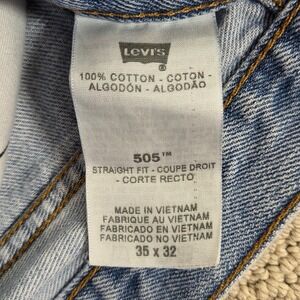 Levi's
®
100% COTTON - COTON -
ALGODÓN - ALGODÃO
505™
STRAIGHT FIT - COUPE DROIT
- CORTE RECTO
MADE IN VIETNAM
FABRIQUE AU VIETNAM
FABRICADO EN VIETNAM
FABRICADO NO VIETNAM
35 x 32